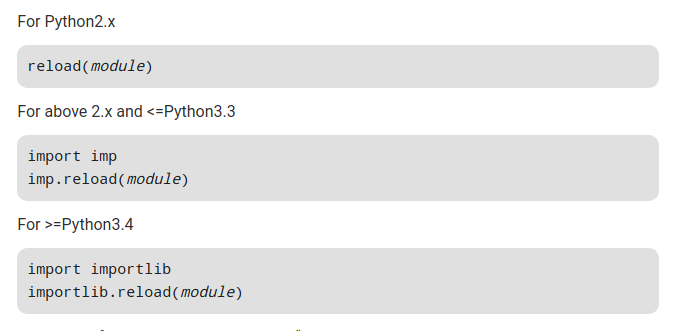 For Python2.x
reload(module)
For above 2.x and <=Python3.3
import imp
imp.reload(module)
For >=Python3.4
import importlib
importlib.reload(module)